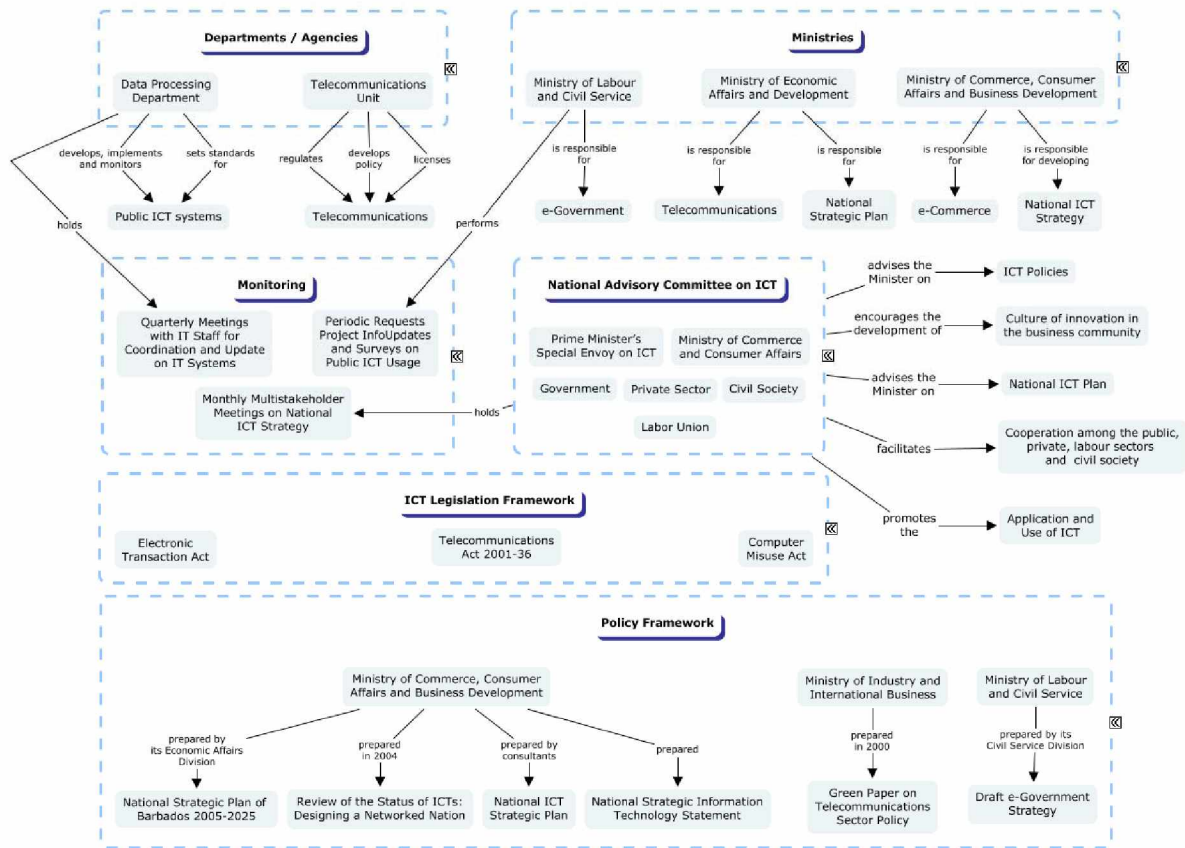 Departments / Agencies
Data Processing
Department
Telecommunications
Unit
develops, implements
and monitors
sets standards
for
regulates
develops
policy
licenses
Public ICT systems
Telecommunications
holds
Ministries
Ministry of Labour
and Civil Service
Ministry of Economic
Affairs and Development
Ministry of Commerce, Consumer
Affairs and Business Development
is responsible
for
is responsible
for
is responsible
for
is responsible
for
is responsible
for developing
e-Government
Telecommunications
National
Strategic Plan
e-Commerce
National ICT
Strategy
performs
Monitoring
Quarterly Meetings
with IT Staff for
Coordination and Update
on IT Systems
Periodic Requests
Project InfoUpdates
and Surveys on
Public ICT Usage
Monthly Multistakeholder
Meetings on National
ICT Strategy
holds
National Advisory Committee on ICT
Prime Minister's
Special Envoy on ICT
Ministry of Commerce
and Consumer Affairs
Government
Private Sector
Civil Society
Labor Union
advises the
Minister on
ICT Policies
encourages the
development of
Culture of innovation in
the business community
advises the
Minister on
National ICT Plan
facilitates
Cooperation among the public,
private, labour sectors
and civil society
promotes
the
Application and
Use of ICT
ICT Legislation Framework
Electronic
Transaction Act
Telecommunications
Act 2001-36
Computer
Misuse Act
Policy Framework
Ministry of Commerce, Consumer
Affairs and Business Development
Ministry of Industry and
International Business
Ministry of Labour
and Civil Service
prepared by
its Economic Affairs
Division
prepared
in 2004
prepared by
consultants
prepared
prepared
in 2000
prepared by its
Civil Service Division
National Strategic Plan of
Barbados 2005-2025
Review of the Status of ICTs:
Designing a Networked Nation
National ICT
Strategic Plan
National Strategic Information
Technology Statement
Green Paper on
Telecommunications
Sector Policy
Draft e-Government
Strategy